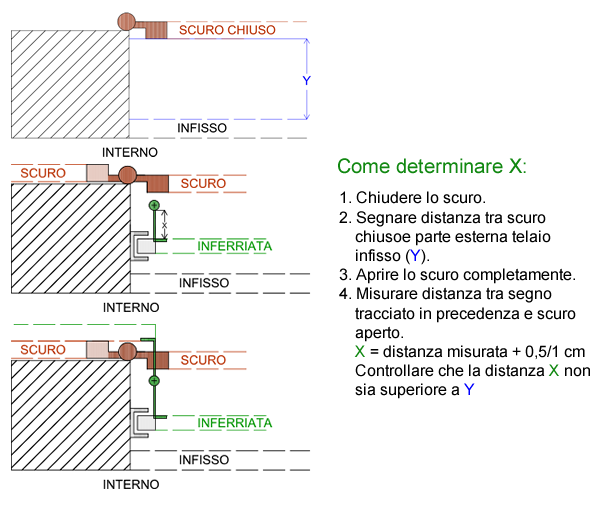 SCURO CHIUSO
Y
INFISSO
INTERNO
SCURO
SCURO
X
INFERRIATA
INFISSO
INTERNO
SCURO
SCURO
INFERRIATA
INFISSO
INTERNO
Come determinare X:
1. Chiudere lo scuro.
2. Segnare distanza tra scuro
chiusoe parte esterna telaio
infisso (Y).
3. Aprire lo scuro completamente.
4. Misurare distanza tra segno
tracciato in precedenza e scuro
aperto.
X = distanza misurata + 0,5/1 cm
Controllare che la distanza X non
sia superiore a Y